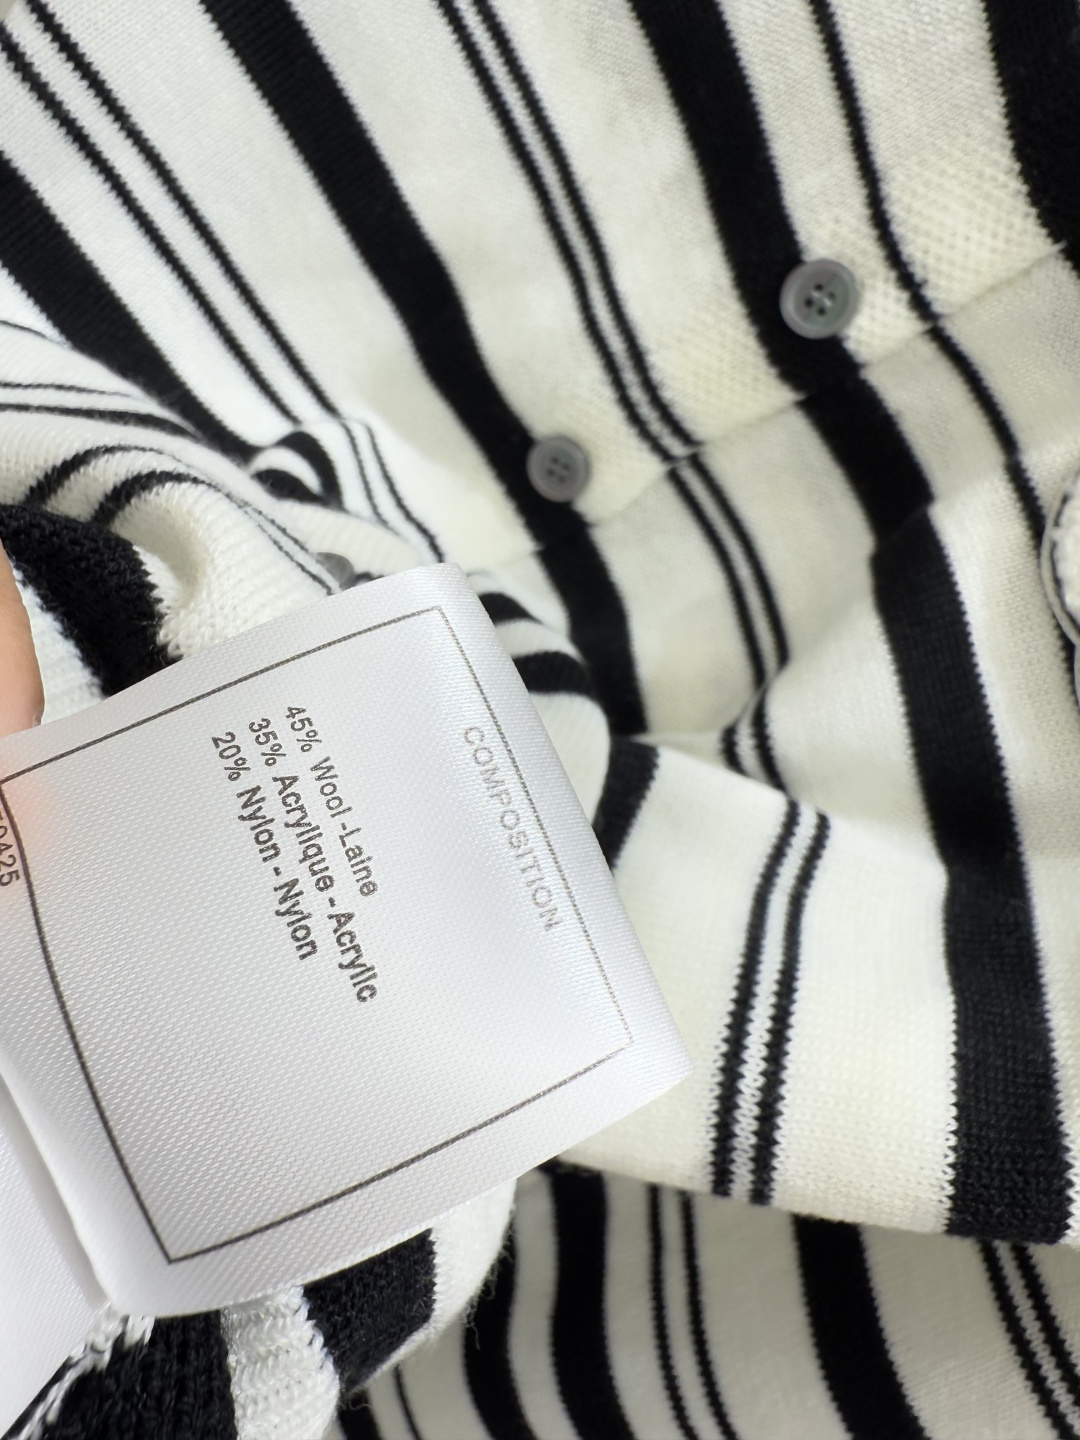 COMPOSITION
45% Wool-Laine
35% Acrylique-Acrylic
20% Nylon-Nylon